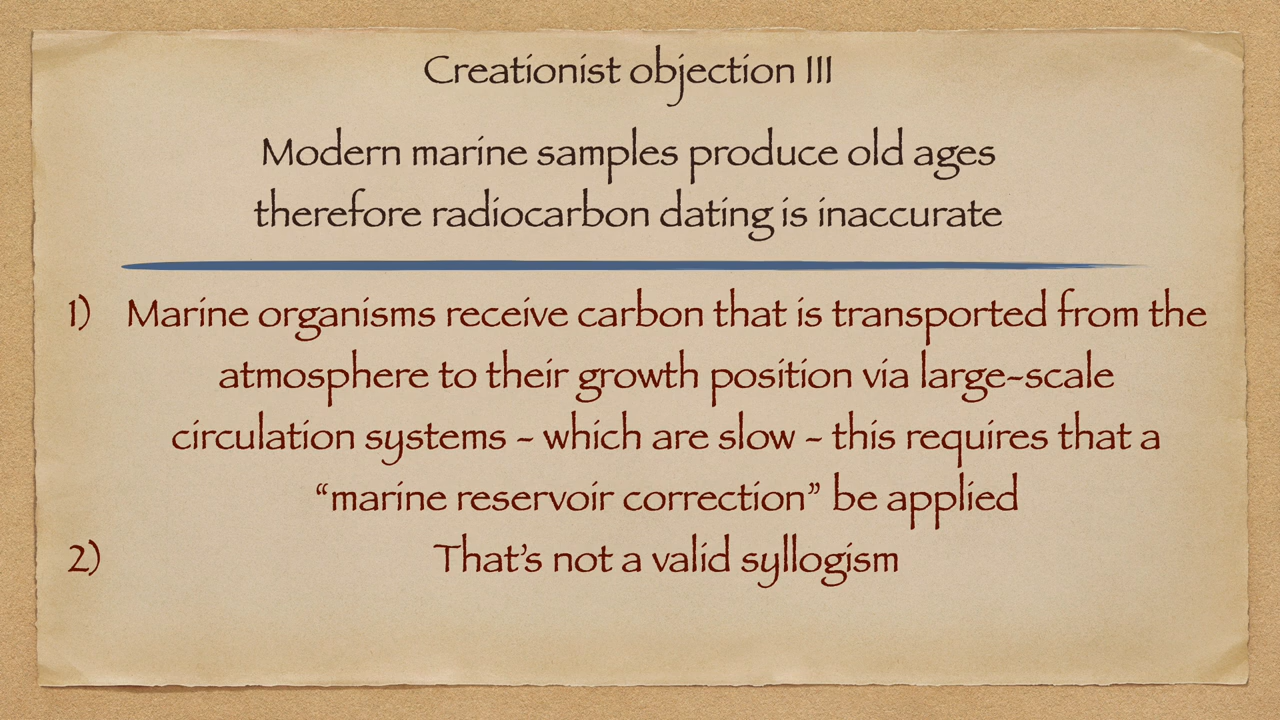 Creationist objection III
Modern marine samples produce old ages
therefore radiocarbon dating is inaccurate
1) Marine organisms receive carbon that is transported from the
atmosphere to their growth position via large-scale
circulation systems - which are slow - this requires that a
“marine reservoir correction” be applied
2) That’s not a valid syllogism